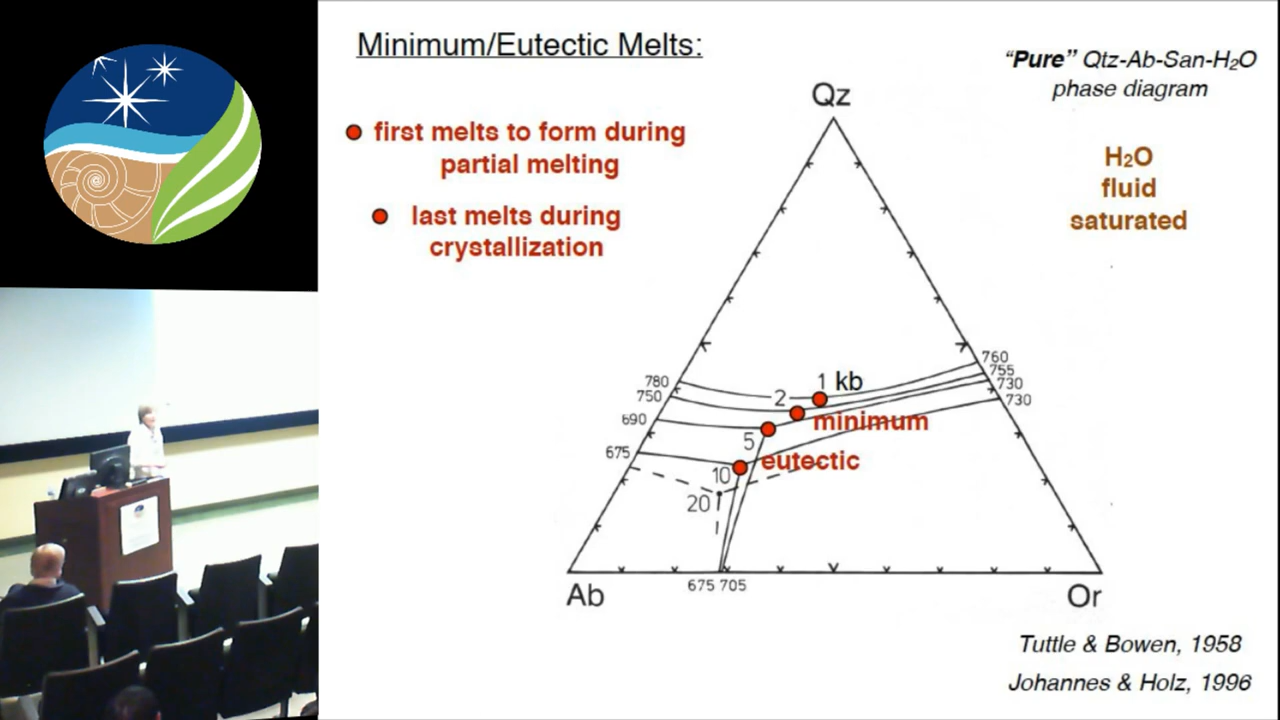 Minimum/Eutectic Melts:
"Pure" Qtz-Ab-San-H₂O
phase diagram
first melts to form during
partial melting
last melts during
crystallization
H₂O
fluid
saturated
Qz
760
755
730
730
780
750
690
675
1 kb
2
minimum
5
eutectic
10
20
675 705
Ab
Or
Tuttle & Bowen, 1958
Johannes & Holz, 1996